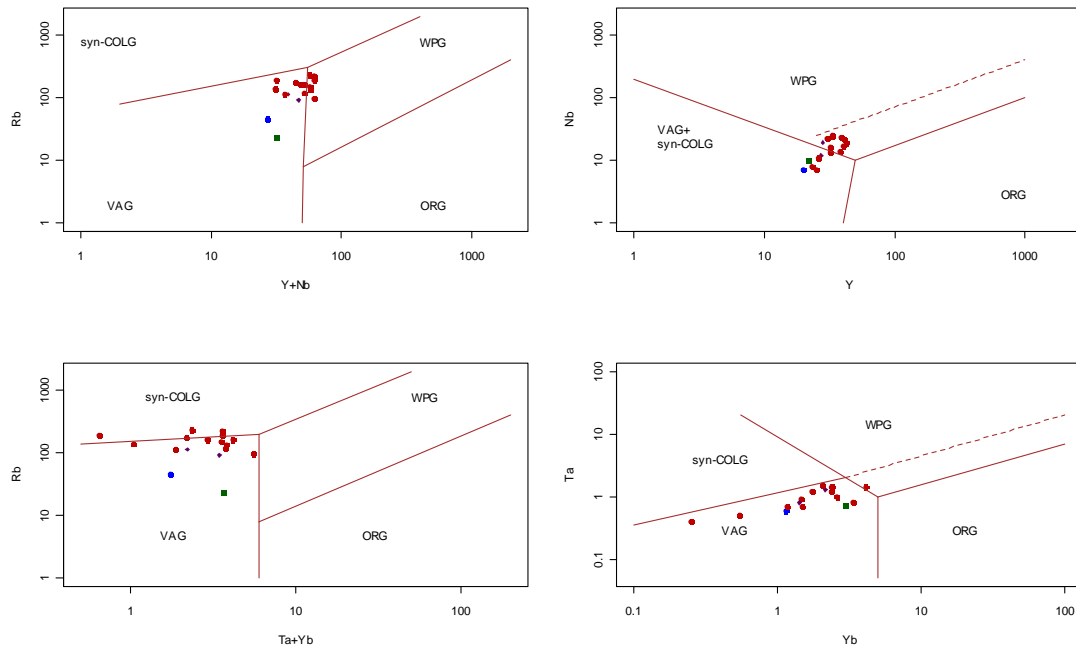 1000
syn-COLG
WPG
100
Rb
10
VAG
ORG
1
1
10
100
1000
Y+Nb
1000
WPG
100
Nb
VAG+
syn-COLG
10
ORG
1
1
10
100
1000
Y
1000
syn-COLG
WPG
100
Rb
10
VAG
ORG
1
1
10
100
Ta+Yb
100
WPG
10
syn-COLG
Ta
1
VAG
ORG
0.1
0.1
1
10
100
Yb